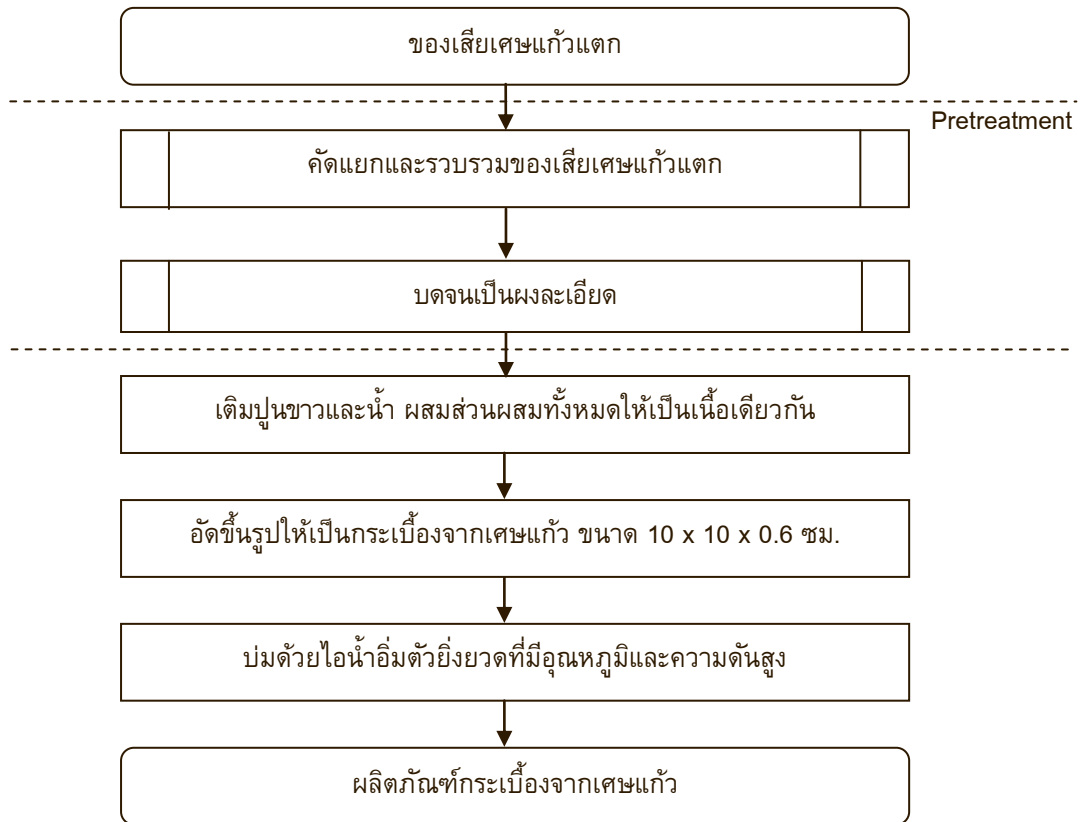 ของเสียเศษแก้วแตก
Pretreatment
คัดแยกและรวบรวมของเสียเศษแก้วแตก
บดจนเป็นผงละเอียด
เติมปูนขาวและน้ำ ผสมส่วนผสมทั้งหมดให้เป็นเนื้อเดียวกัน
อัดขึ้นรูปให้เป็นกระเบื้องจากเศษแก้ว ขนาด 10 x 10 x 0.6 ซม.
บ่มด้วยไอน้ำอิ่มตัวยิ่งยวดที่มีอุณหภูมิและความดันสูง
ผลิตภัณฑ์กระเบื้องจากเศษแก้ว